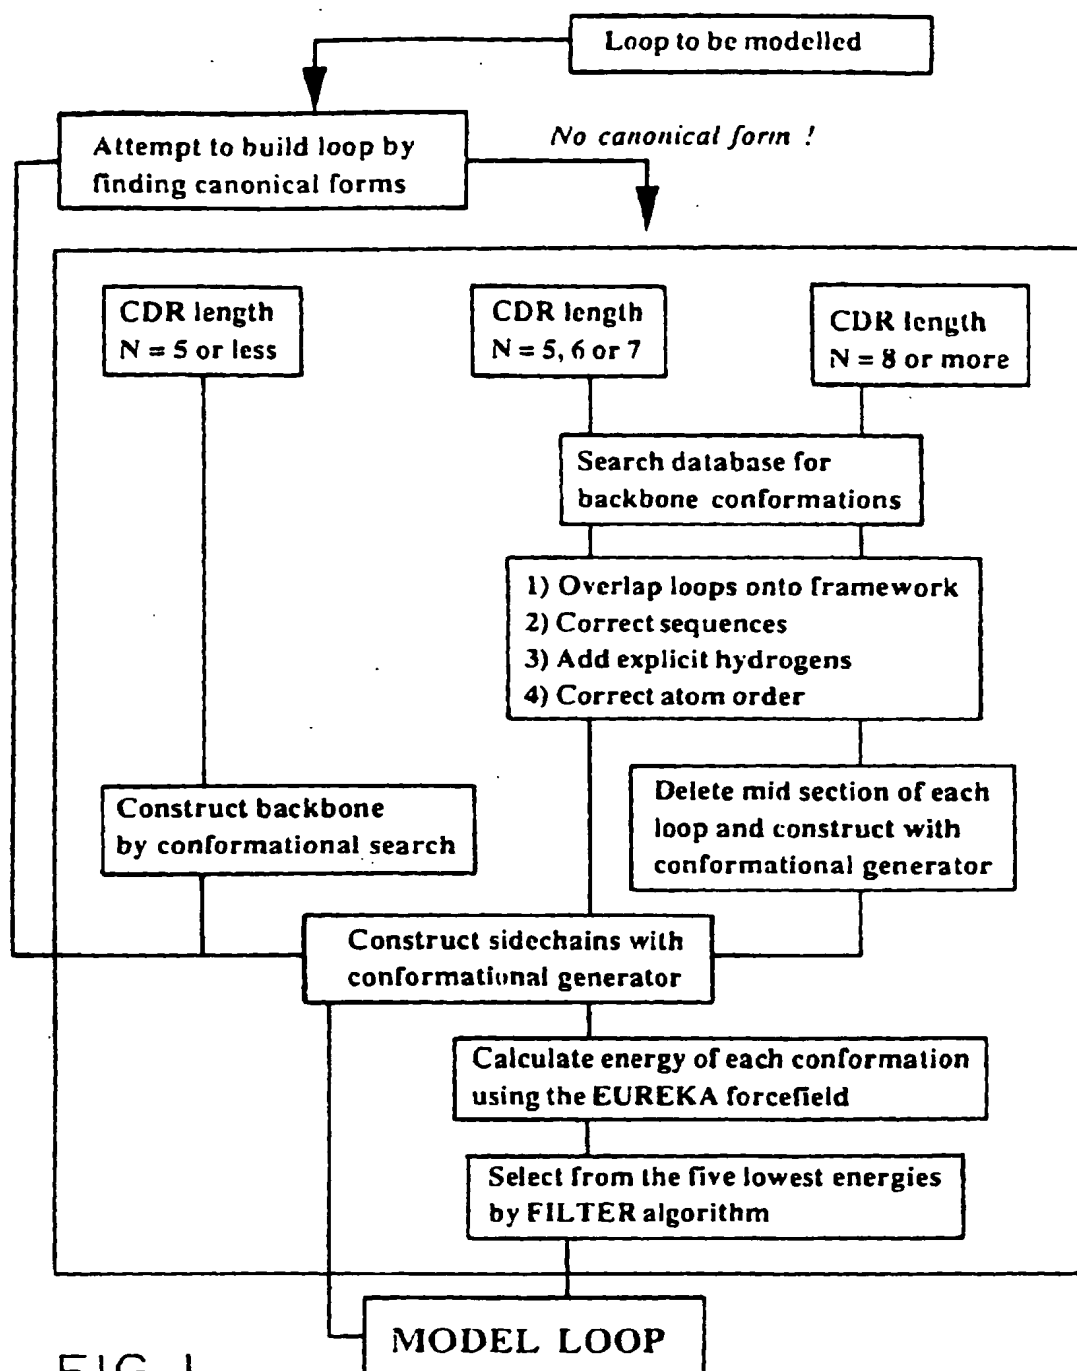 Loop to be modelled
Attempt to build loop by
finding canonical forms
No canonical form !
CDR length
N = 5 or less
CDR length
N = 5, 6 or 7
CDR length
N = 8 or more
Search database for
backbone conformations
1) Overlap loops onto framework
2) Correct sequences
3) Add explicit hydrogens
4) Correct atom order
Construct backbone
by conformational search
Delete mid section of each
loop and construct with
conformational generator
Construct sidechains with
conformational generator
Calculate energy of each conformation
using the EUREKA forcefield
Select from the five lowest energies
by FILTER algorithm
MODEL LOOP
FIG. 1